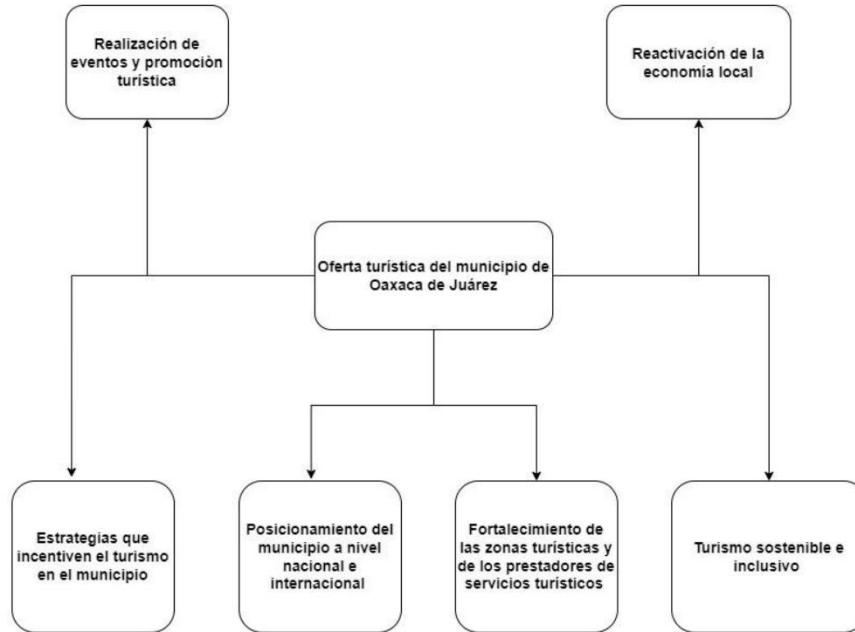 Realización de
eventos y promociòn
turística
Reactivación de la
economía local
Oferta turística del municipio de
Oaxaca de Juárez
Estrategias que
incentiven el turismo
en el municipio
Posicionamiento del
municipio a nivel
nacional e
internacional
Fortalecimiento de
las zonas turísticas y
de los prestadores de
servicios turísticos
Turismo sostenible e
inclusivo